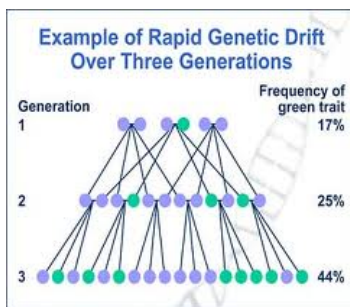 Example of Rapid Genetic Drift
Over Three Generations
Generation
Frequency of
green trait
1
17%
2
25%
3
44%